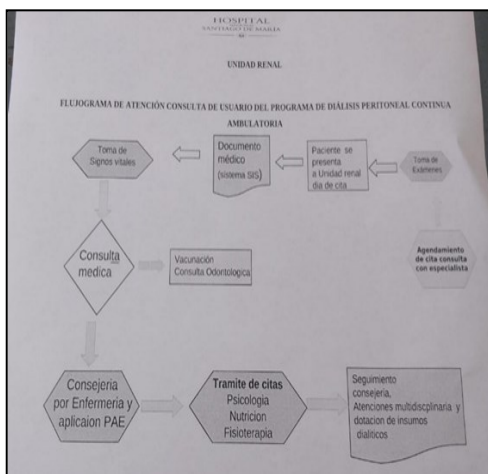 HOSPITAL
SANTIAGO DE MARIA
UNIDAD RENAL
FLUJOGRAMA DE ATENCIÓN CONSULTA DE USUARIO DEL PROGRAMA DE DIÁLISIS PERITONEAL CONTINUA
AMBULATORIA
Toma de
Signos vitales
Documento
médico
(sistema SIS)
Paciente se
presenta
a Unidad renal
dia de cita
Toma de
Exámenes
Agendamiento
de cita consulta
con especialista
Consulta
medica
Vacunación
Consulta Odontologica
Consejeria
por Enfermeria y
aplicaion PAE
Tramite de citas
Psicologia
Nutricion
Fisioterapia
Seguimiento
consejeria,
Atenciones multidiscplinaria y
dotacion de insumos
dialiticos